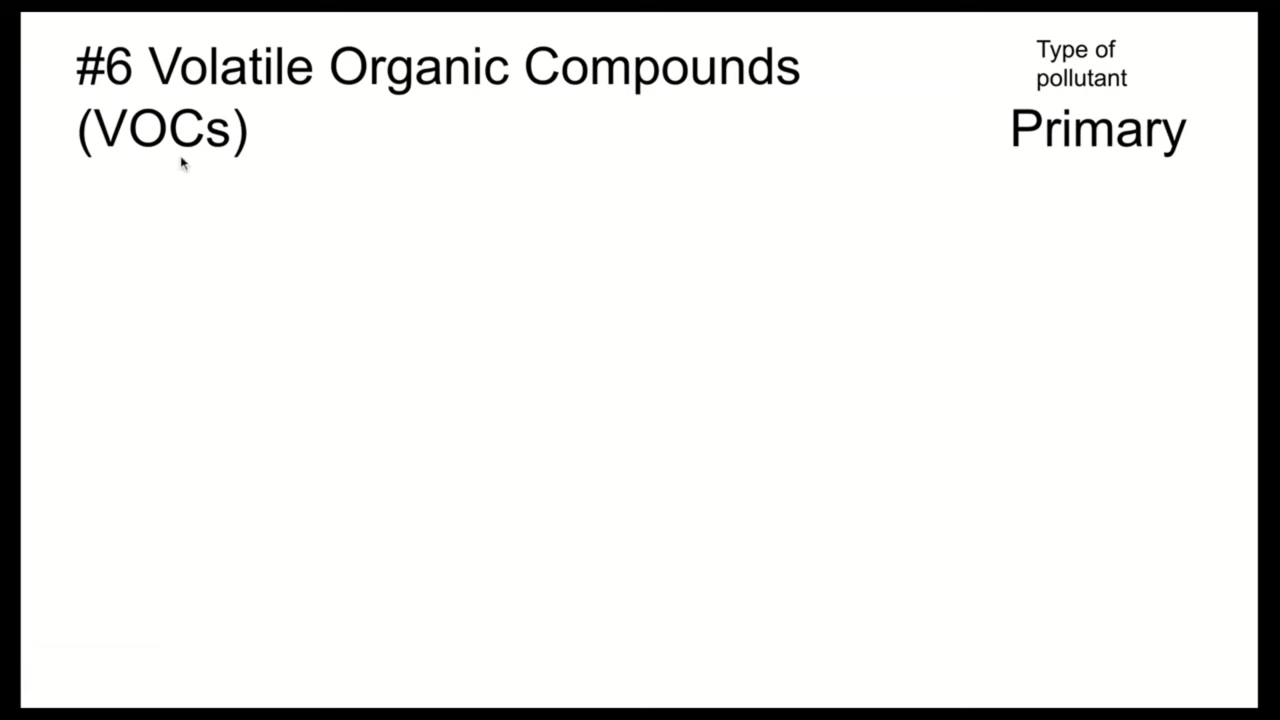 #6 Volatile Organic Compounds
(VOCs)
Type of
pollutant
Primary